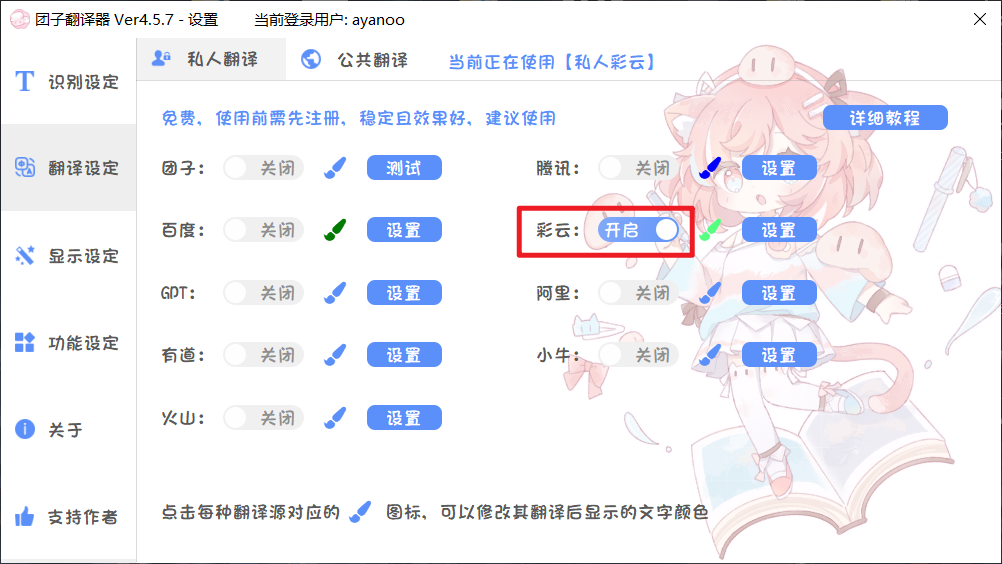 团子翻译器 Ver4.5.7 - 设置 当前登录用户: ayanoo
识别设定
翻译设定
显示设定
功能设定
关于
支持作者
私人翻译 公共翻译 当前正在使用【私人彩云】
免费, 使用前需先注册, 稳定且效果好, 建议使用 详细教程
团子: 关闭 测试 腾讯: 关闭 设置
百度: 关闭 设置 彩云: 开启 设置
GPT: 关闭 设置 阿里: 关闭 设置
有道: 关闭 设置 小牛: 关闭 设置
火山: 关闭 设置
点击每种翻译源对应的 图标, 可以修改其翻译后显示的文字颜色